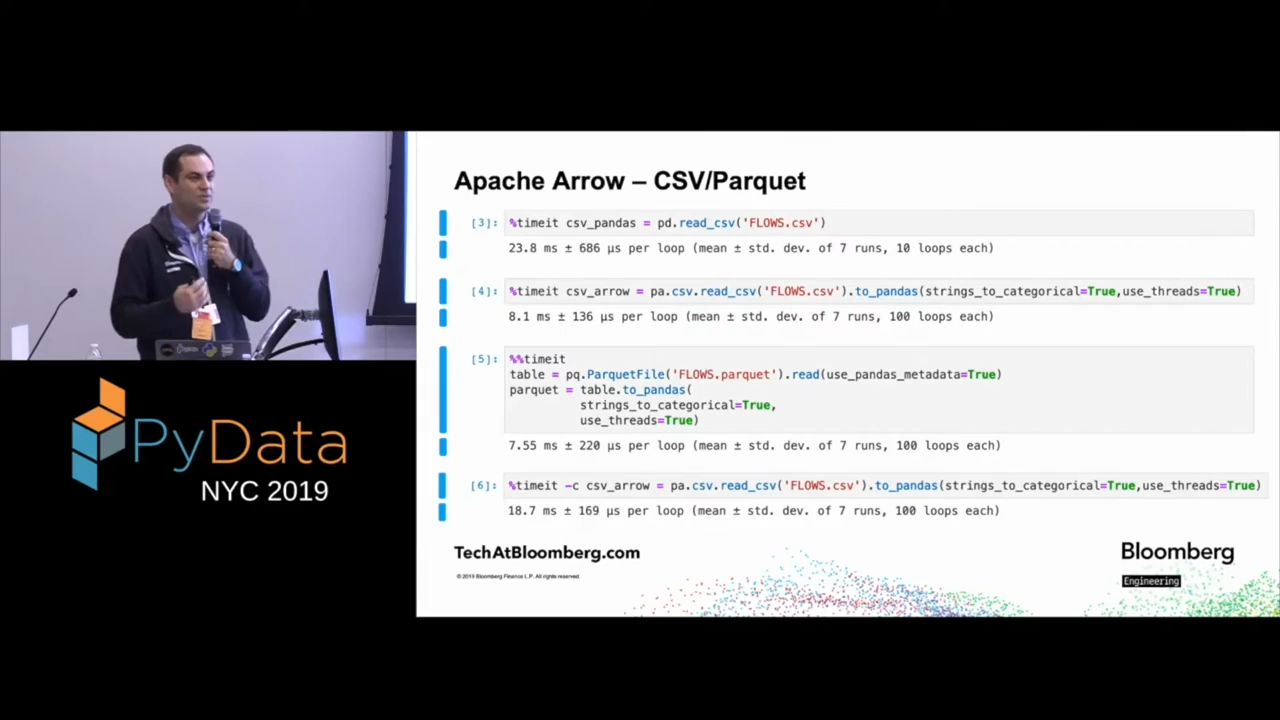 Apache Arrow – CSV/Parquet
[3]: %timeit csv_pandas = pd.read_csv('FLOWS.csv')
23.8 ms ± 686 µs per loop (mean ± std. dev. of 7 runs, 10 loops each)
[4]: %timeit csv_arrow = pa.csv.read_csv('FLOWS.csv').to_pandas(strings_to_categorical=True,use_threads=True)
8.1 ms ± 136 µs per loop (mean ± std. dev. of 7 runs, 100 loops each)
[5]: %%timeit
table = pq.ParquetFile('FLOWS.parquet').read(use_pandas_metadata=True)
parquet = table.to_pandas(
strings_to_categorical=True,
use_threads=True)
7.55 ms ± 220 µs per loop (mean ± std. dev. of 7 runs, 100 loops each)
[6]: %timeit -c csv_arrow = pa.csv.read_csv('FLOWS.csv').to_pandas(strings_to_categorical=True,use_threads=True)
18.7 ms ± 169 µs per loop (mean ± std. dev. of 7 runs, 100 loops each)
TechAtBloomberg.com
© 2019 Bloomberg Finance L.P. All rights reserved.
Bloomberg
Engineering
PyData
NYC 2019